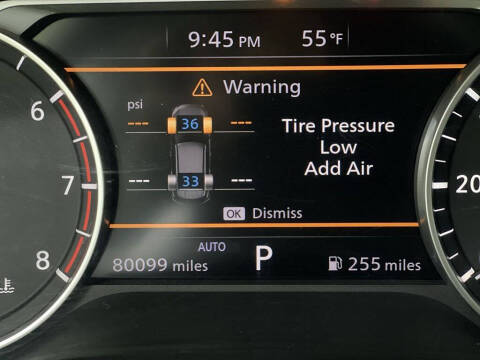 9:45 PM 55°F
⚠ Warning
psi
--- 36 ---
Tire Pressure
Low
Add Air
--- 33 ---
OK Dismiss
AUTO
80099 miles P 255 miles
6
7
8
20